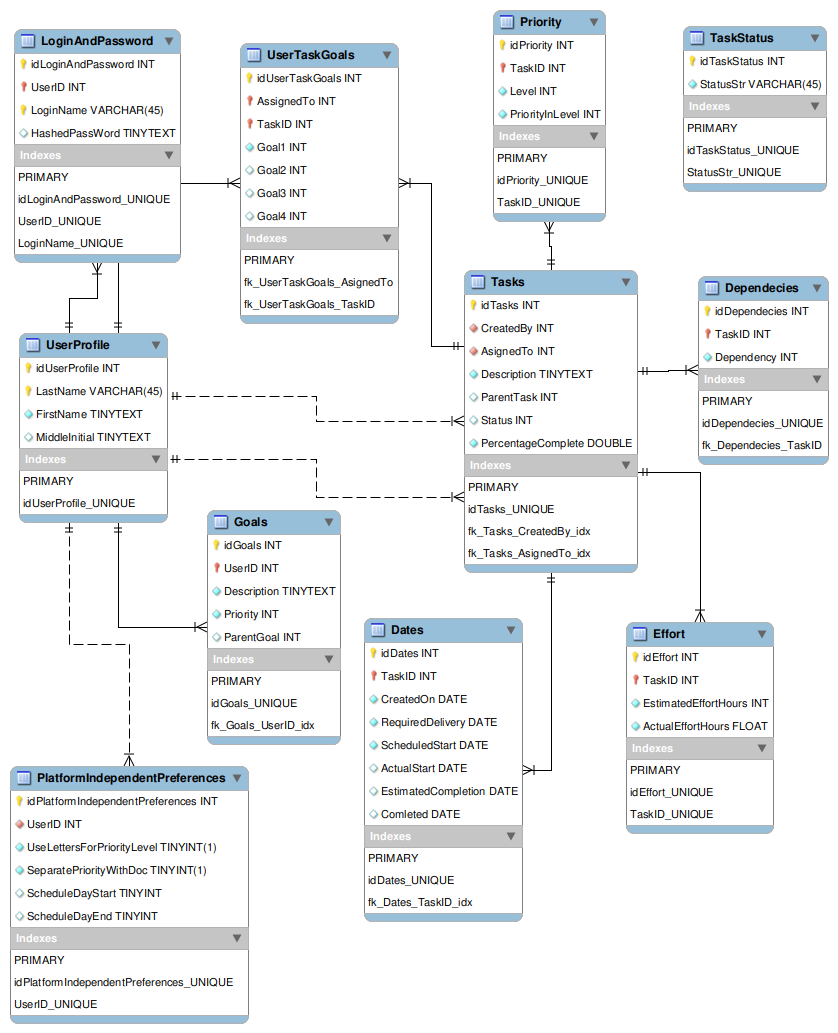 LoginAndPassword
idLoginAndPassword INT
UserID INT
LoginName VARCHAR(45)
HashedPassWord TINYTEXT
Indexes
PRIMARY
idLoginAndPassword_UNIQUE
UserID_UNIQUE
LoginName_UNIQUE
UserTaskGoals
idUserTaskGoals INT
AssignedTo INT
TaskID INT
Goal1 INT
Goal2 INT
Goal3 INT
Goal4 INT
Indexes
PRIMARY
fk_UserTaskGoals_AsignedTo
fk_UserTaskGoals_TaskID
Priority
idPriority INT
TaskID INT
Level INT
PriorityInLevel INT
Indexes
PRIMARY
idPriority_UNIQUE
TaskID_UNIQUE
TaskStatus
idTaskStatus INT
StatusStr VARCHAR(45)
Indexes
PRIMARY
idTaskStatus_UNIQUE
StatusStr_UNIQUE
UserProfile
idUserProfile INT
LastName VARCHAR(45)
FirstName TINYTEXT
MiddleInitial TINYTEXT
Indexes
PRIMARY
idUserProfile_UNIQUE
Tasks
idTasks INT
CreatedBy INT
AsignedTo INT
Description TINYTEXT
ParentTask INT
Status INT
PercentageComplete DOUBLE
Indexes
PRIMARY
idTasks_UNIQUE
fk_Tasks_CreatedBy_idx
fk_Tasks_AsignedTo_idx
Dependecies
idDependecies INT
TaskID INT
Dependency INT
Indexes
PRIMARY
idDependecies_UNIQUE
fk_Dependecies_TaskID
Goals
idGoals INT
UserID INT
Description TINYTEXT
Priority INT
ParentGoal INT
Indexes
PRIMARY
idGoals_UNIQUE
fk_Goals_UserID_idx
Dates
idDates INT
TaskID INT
CreatedOn DATE
RequiredDelivery DATE
ScheduledStart DATE
ActualStart DATE
EstimatedCompletion DATE
Comleted DATE
Indexes
PRIMARY
idDates_UNIQUE
fk_Dates_TaskID_idx
Effort
idEffort INT
TaskID INT
EstimatedEffortHours INT
ActualEffortHours FLOAT
Indexes
PRIMARY
idEffort_UNIQUE
TaskID_UNIQUE
PlatformIndependentPreferences
idPlatformIndependentPreferences INT
UserID INT
UseLettersForPriorityLevel TINYINT(1)
SeparatePriorityWithDoc TINYINT(1)
ScheduleDayStart TINYINT
ScheduleDayEnd TINYINT
Indexes
PRIMARY
idPlatformIndependentPreferences_UNIQUE
UserID_UNIQUE